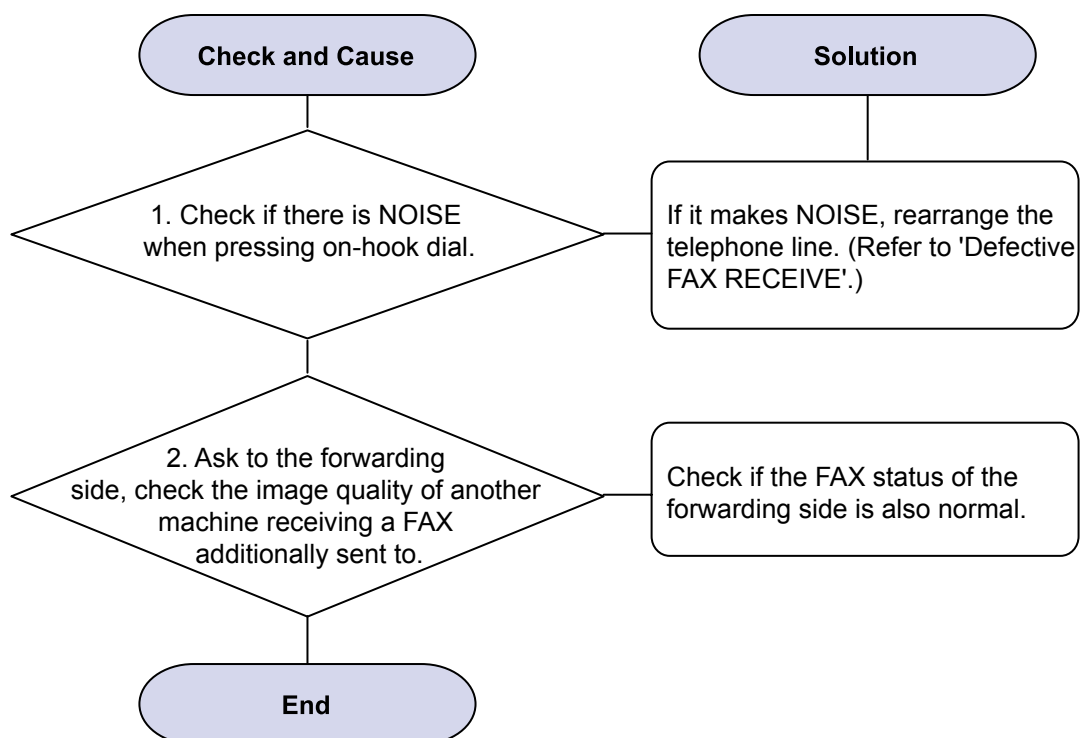 Check and Cause
Solution
1. Check if there is NOISE
when pressing on-hook dial.
If it makes NOISE, rearrange the
telephone line. (Refer to 'Defective
FAX RECEIVE'.)
2. Ask to the forwarding
side, check the image quality of another
machine receiving a FAX
additionally sent to.
Check if the FAX status of the
forwarding side is also normal.
End